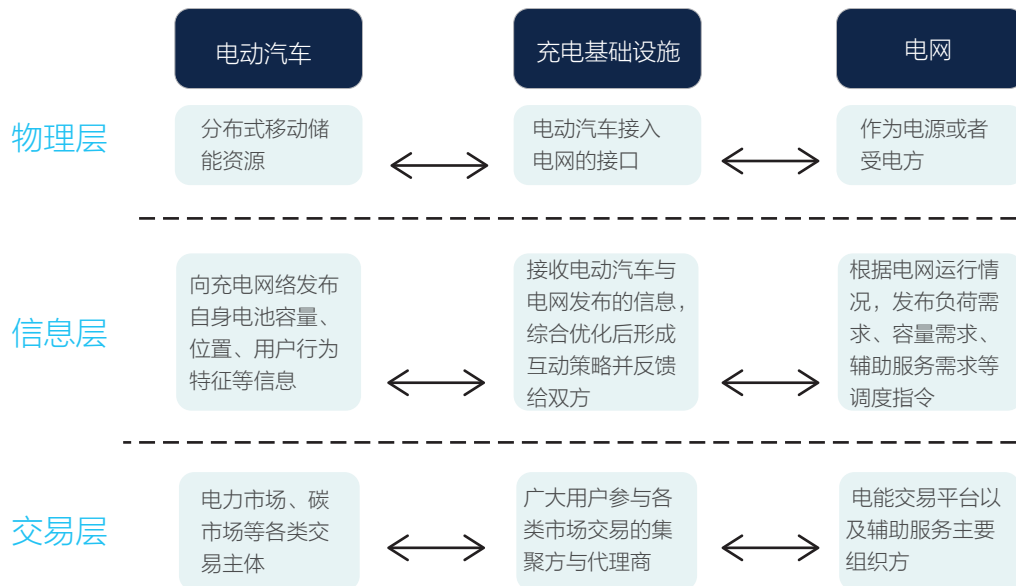 电动汽车
充电基础设施
电网
物理层
分布式移动储
能资源
电动汽车接入
电网的接口
作为电源或者
受电方
信息层
向充电网络发布
自身电池容量、
位置、用户行为
特征等信息
接收电动汽车与
电网发布的信息,
综合优化后形成
互动策略并反馈
给双方
根据电网运行情
况，发布负荷需
求、容量需求、
辅助服务需求等
调度指令
交易层
电力市场、碳
市场等各类交
易主体
广大用户参与各
类市场交易的集
聚方与代理商
电能交易平台以
及辅助服务主要
组织方